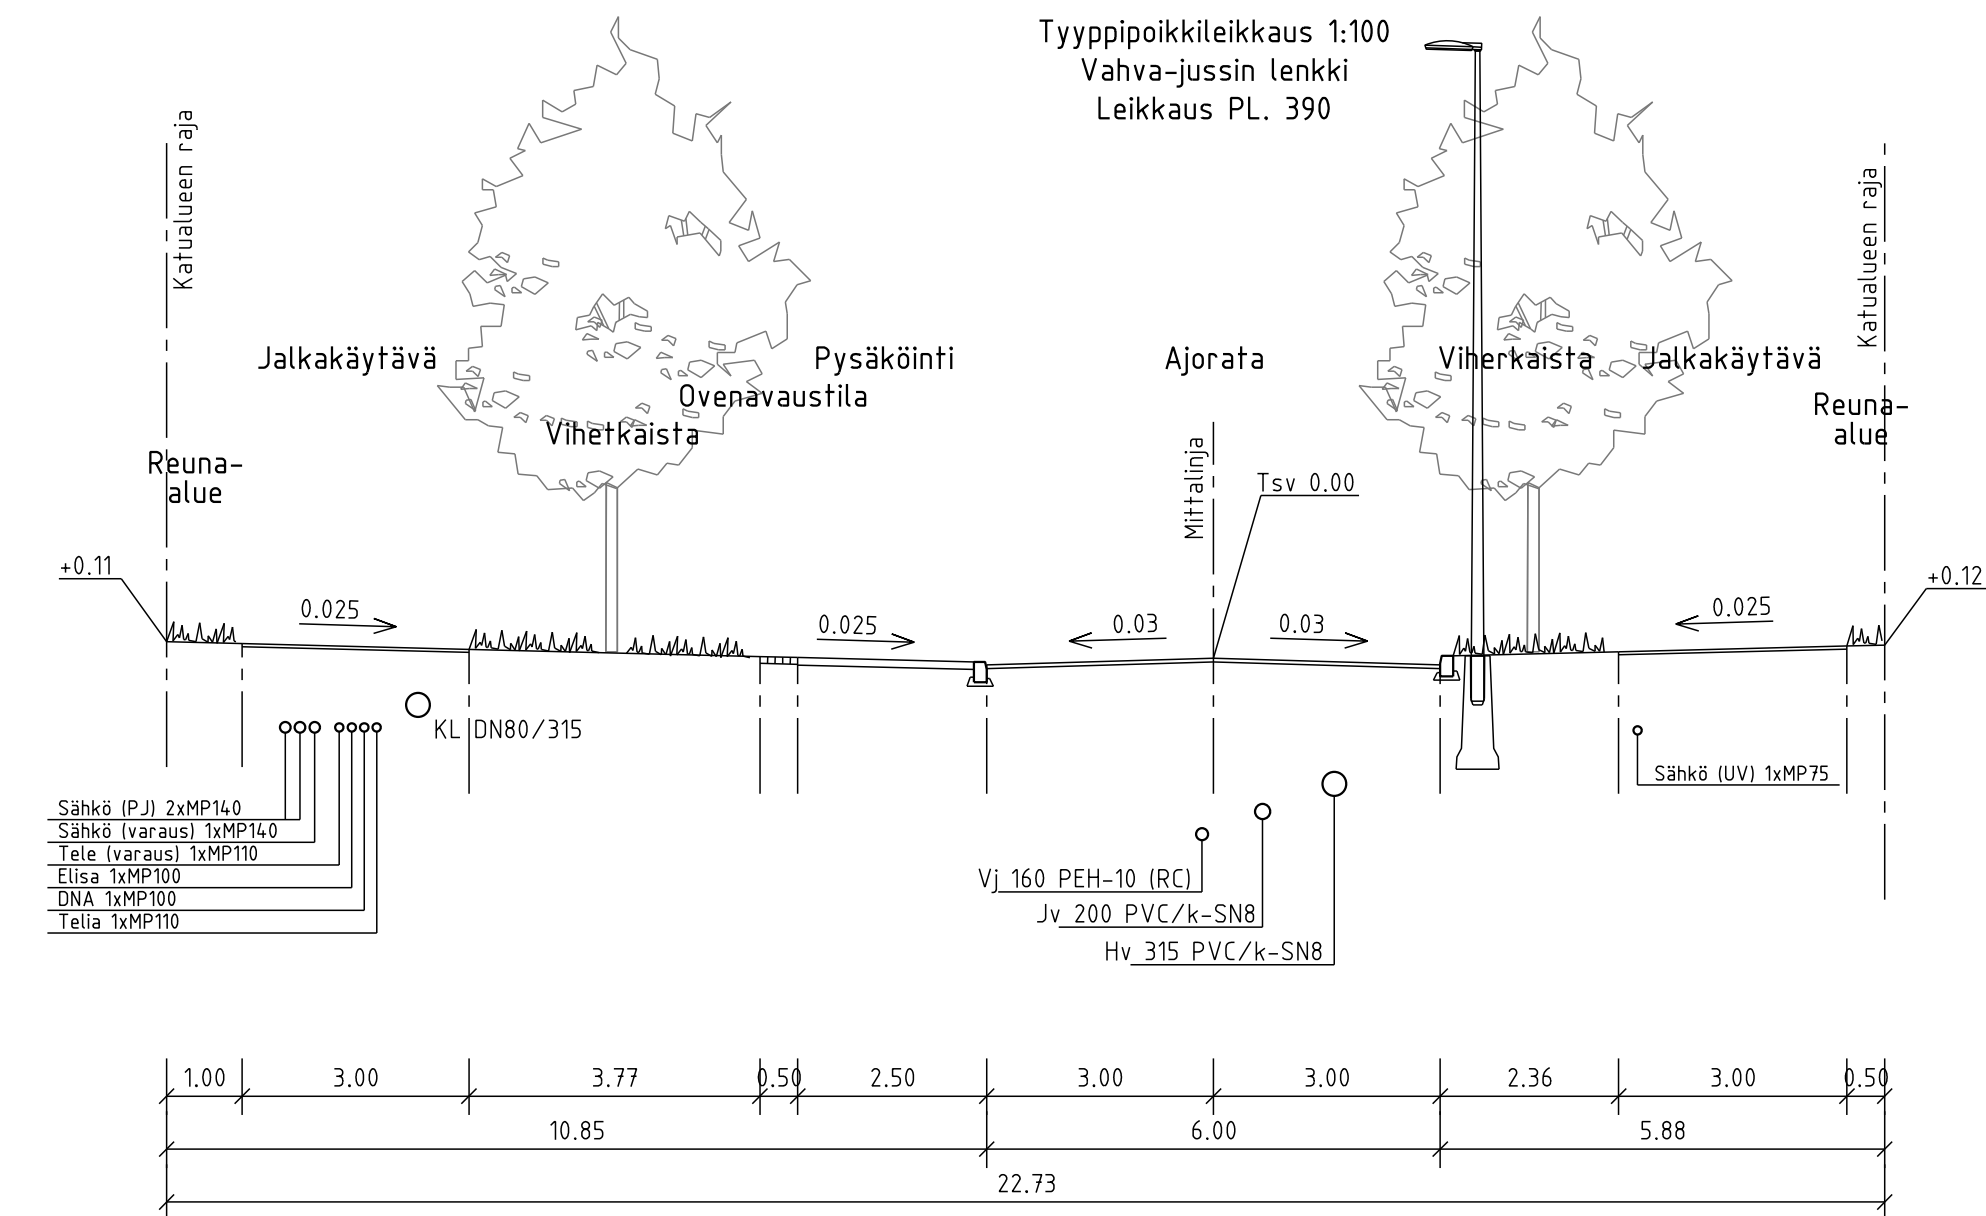 Tyyppipoikkileikkaus 1:100
Vahva-jussin lenkki
Leikkaus PL. 390
Katualueen raja
Katualueen raja
Jalkakäytävä
Pysäköinti
Ajorata
Viherkaista
Jalkakäytävä
Ovenavaustila
Reuna-
alue
Vihetkaista
Reuna-
alue
Mittalinja
Tsv 0.00
+0.11
+0.12
0.025
0.025
0.03
0.03
0.025
KL DN80/315
Sähkö (UV) 1xMP75
Sähkö (PJ) 2xMP140
Sähkö (varaus) 1xMP140
Tele (varaus) 1xMP110
Elisa 1xMP100
DNA 1xMP100
Telia 1xMP110
Vj 160 PEH-10 (RC)
Jv 200 PVC/k-SN8
Hv 315 PVC/k-SN8
1.00 3.00 3.77 0.50 2.50 3.00 3.00 2.36 3.00 0.50
10.85 6.00 5.88
22.73